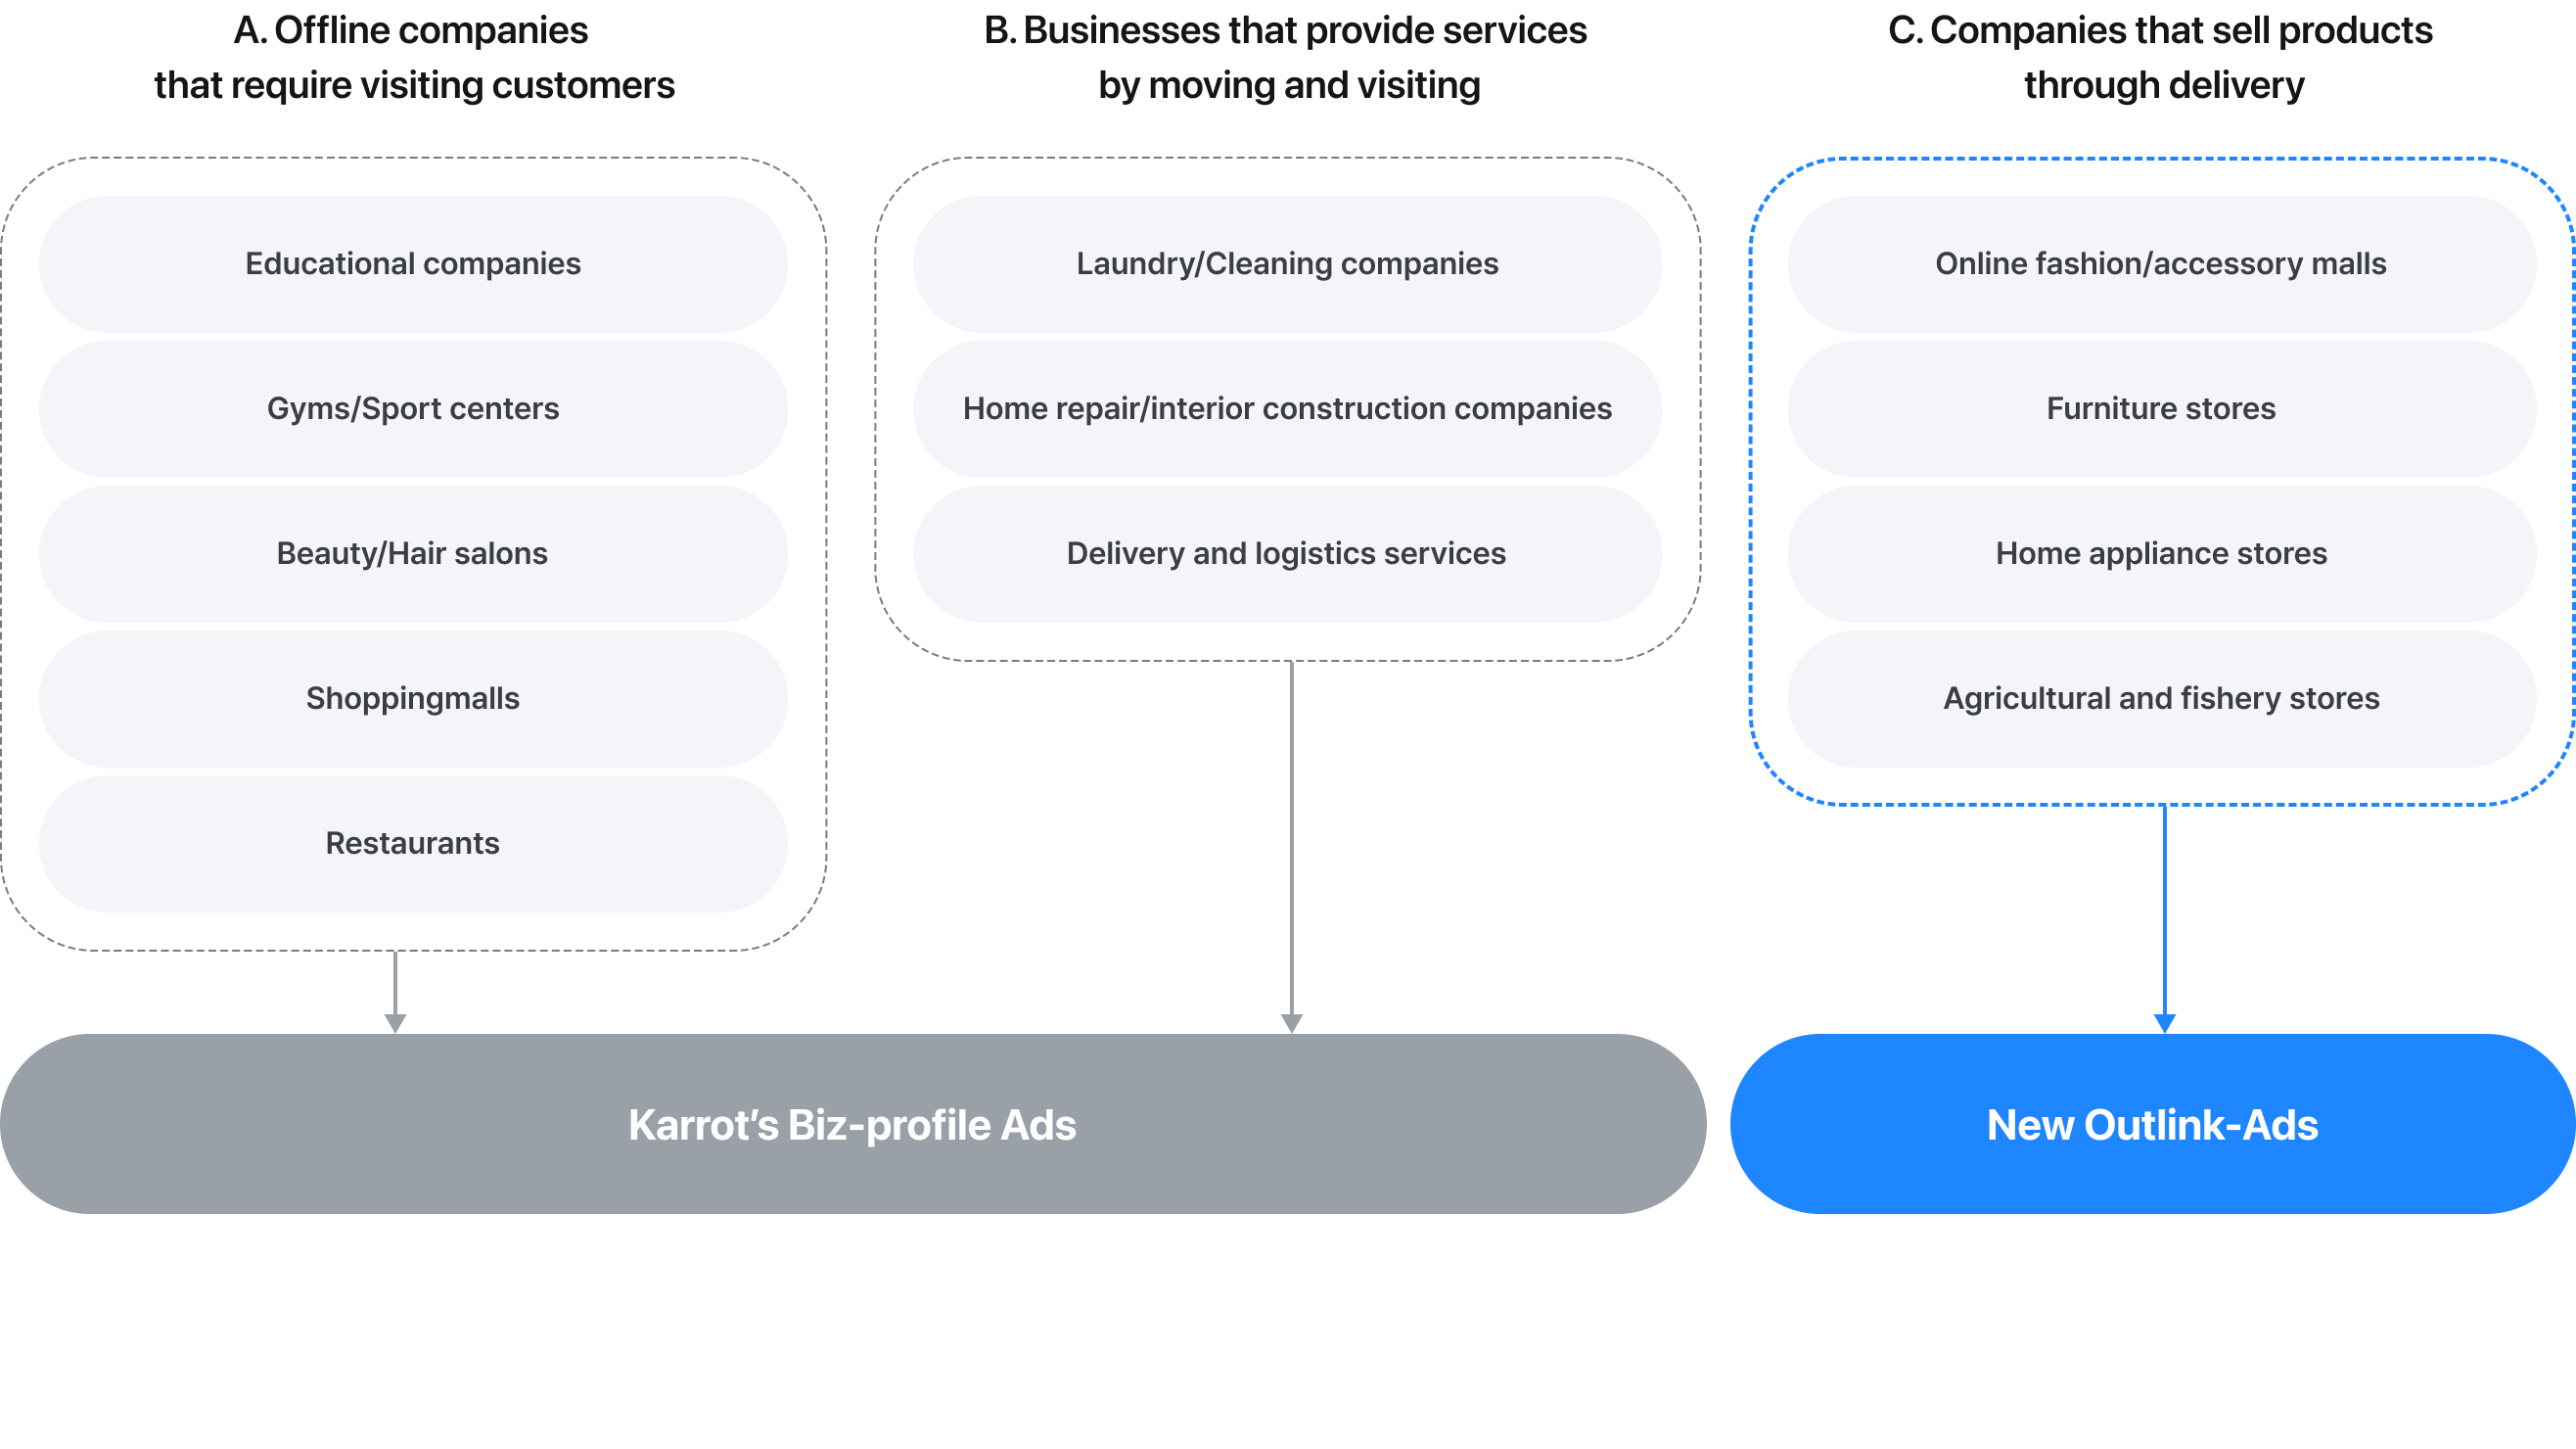 A. Offline companies
that require visiting customers
Educational companies
Gyms/Sport centers
Beauty/Hair salons
Shoppingmalls
Restaurants
B. Businesses that provide services
by moving and visiting
Laundry/Cleaning companies
Home repair/interior construction companies
Delivery and logistics services
C. Companies that sell products
through delivery
Online fashion/accessory malls
Furniture stores
Home appliance stores
Agricultural and fishery stores
Karrot’s Biz-profile Ads
New Outlink-Ads